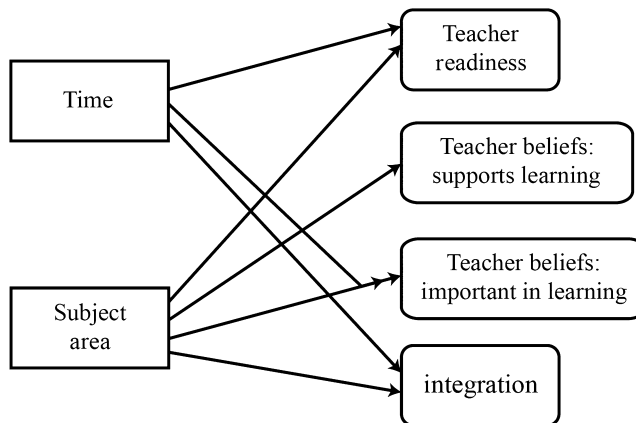 Time
Subject
area
Teacher
readiness
Teacher beliefs:
supports learning
Teacher beliefs:
important in learning
integration